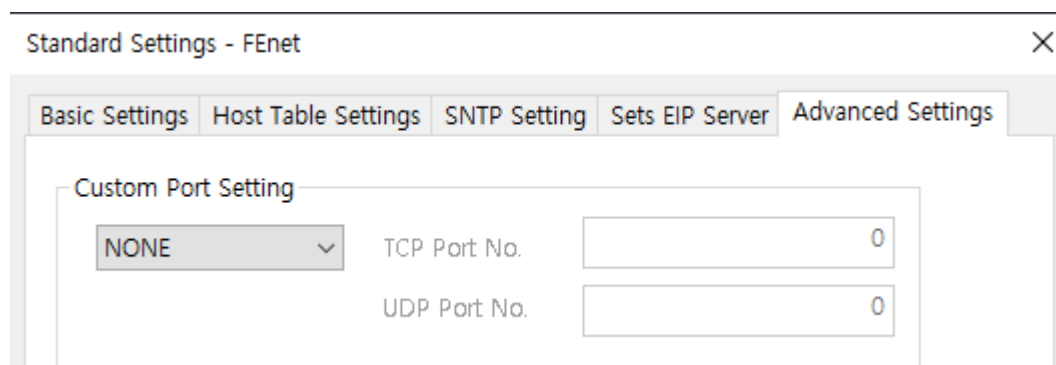 Standard Settings - FEnet
Basic Settings Host Table Settings SNTP Setting Sets EIP Server Advanced Settings
Custom Port Setting
NONE TCP Port No. 0
UDP Port No. 0